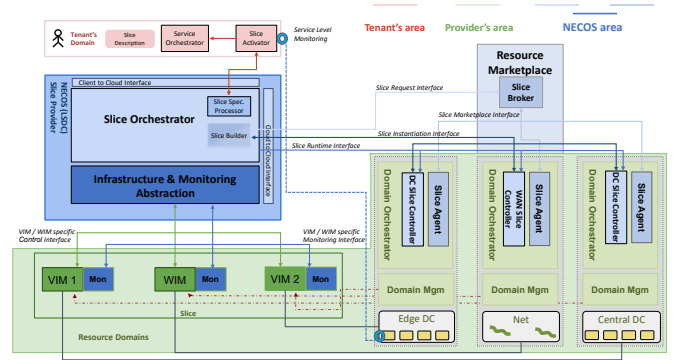 Tenant's area
Provider's area
NECOS area
Tenant's
Domain
Slice
Description
Service
Orchestrator
Slice
Activator
Service Level
Monitoring
Resource
Marketplace
Slice
Broker
NECOS (LSDC)
Slice Provider
Client to Cloud Interface
Slice Spec.
Processor
Slice Orchestrator
Slice Builder
Cloud to Cloud Interface
Infrastructure & Monitoring
Abstraction
Slice Request Interface
Slice Marketplace Interface
Slice Instantiation Interface
Slice Runtime Interface
Domain Orchestrator
DC Slice Controller
Slice Agent
Domain Orchestrator
WAN Slice
Controller
Slice Agent
Domain Orchestrator
DC Slice Controller
Slice Agent
VIM / WIM specific
Control Interface
VIM / WIM specific
Monitoring Interface
VIM 1
Mon
WIM
Mon
VIM 2
Mon
Slice
Resource Domains
Domain Mgm
Domain Mgm
Domain Mgm
Edge DC
Net
Central DC